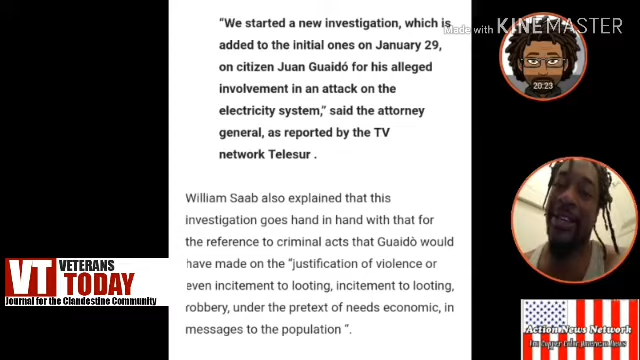 Made with KINEMASTER
"We started a new investigation, which is
added to the initial ones on January 29,
on citizen Juan Guaidó for his alleged
involvement in an attack on the
electricity system," said the attorney
general, as reported by the TV
network Telesur .
20:23
William Saab also explained that this
investigation goes hand in hand with that for
the reference to criminal acts that Guaidò would
have made on the "justification of violence or
even incitement to looting, incitement to looting,
robbery, under the pretext of needs economic, in
messages to the population ".
VT VETERANS
TODAY
Journal for the Clandestine Community
Action News Network